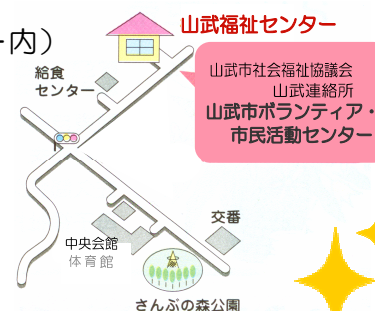 山武福祉センター
ー内）
給食
センター
山武市社会福祉協議会
山武連絡所
山武市ボランティア・
市民活動センター
交番
中央会館
体育館
さんぶの森公園